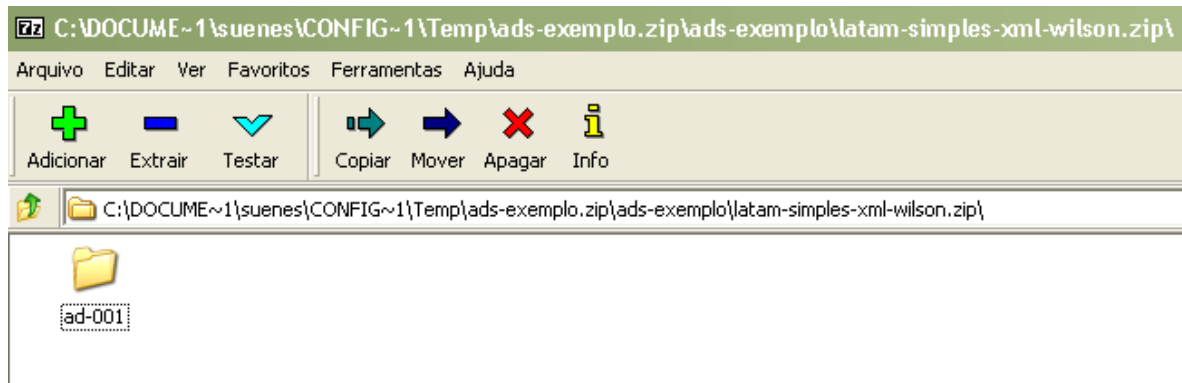 7z C:\DOCUME~1\suenes\CONFIG~1\Temp\ads-exemplo.zip\ads-exemplo\latam-simples-xml-wilson.zip\
Arquivo Editar Ver Favoritos Ferramentas Ajuda
Adicionar Extrair Testar Copiar Mover Apagar Info
C:\DOCUME~1\suenes\CONFIG~1\Temp\ads-exemplo.zip\ads-exemplo\latam-simples-xml-wilson.zip\
ad-001